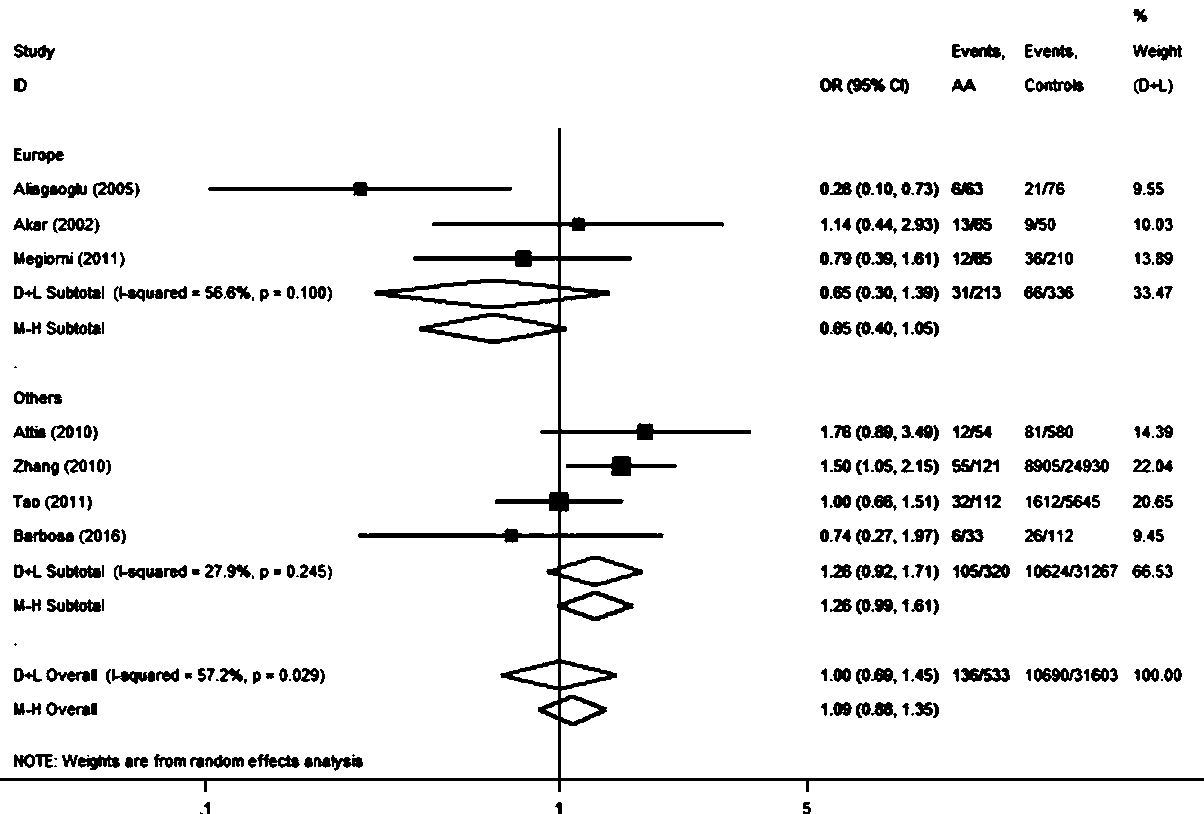 %
Study Events, Events, Weight
ID OR (95% CI) AA Controls (D+L)
Europe
Aliagaoglu (2005) 0.28 (0.10, 0.73) 6/63 21/76 9.55
Akar (2002) 1.14 (0.44, 2.93) 13/65 9/50 10.03
Megiorni (2011) 0.79 (0.39, 1.61) 12/85 36/210 13.89
D+L Subtotal (I-squared = 56.6%, p = 0.100) 0.65 (0.30, 1.39) 31/213 66/336 33.47
M-H Subtotal 0.65 (0.40, 1.05)
.
Others
Attia (2010) 1.76 (0.89, 3.49) 12/54 81/580 14.39
Zhang (2010) 1.50 (1.05, 2.15) 55/121 8905/24930 22.04
Tao (2011) 1.00 (0.66, 1.51) 32/112 1612/5645 20.65
Barbosa (2016) 0.74 (0.27, 1.97) 6/33 26/112 9.45
D+L Subtotal (I-squared = 27.9%, p = 0.245) 1.26 (0.92, 1.71) 105/320 10624/31267 66.53
M-H Subtotal 1.26 (0.99, 1.61)
.
D+L Overall (I-squared = 57.2%, p = 0.029) 1.00 (0.69, 1.45) 136/533 10690/31603 100.00
M-H Overall 1.09 (0.88, 1.35)
NOTE: Weights are from random effects analysis
.1 1 5